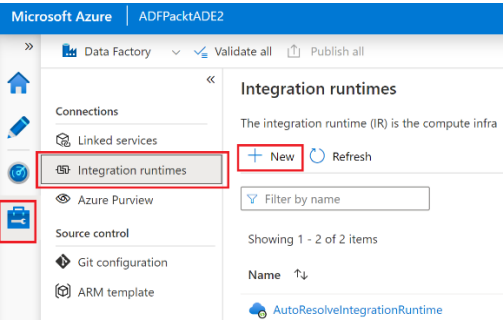 Microsoft Azure ADFPacktADE2
» Data Factory Validate all Publish all
«
Connections
Linked services
Integration runtimes
Azure Purview
Source control
Git configuration
ARM template
Integration runtimes
The integration runtime (IR) is the compute infra
+ New Refresh
Filter by name
Showing 1 - 2 of 2 items
Name ↑↓
AutoResolveIntegrationRuntime